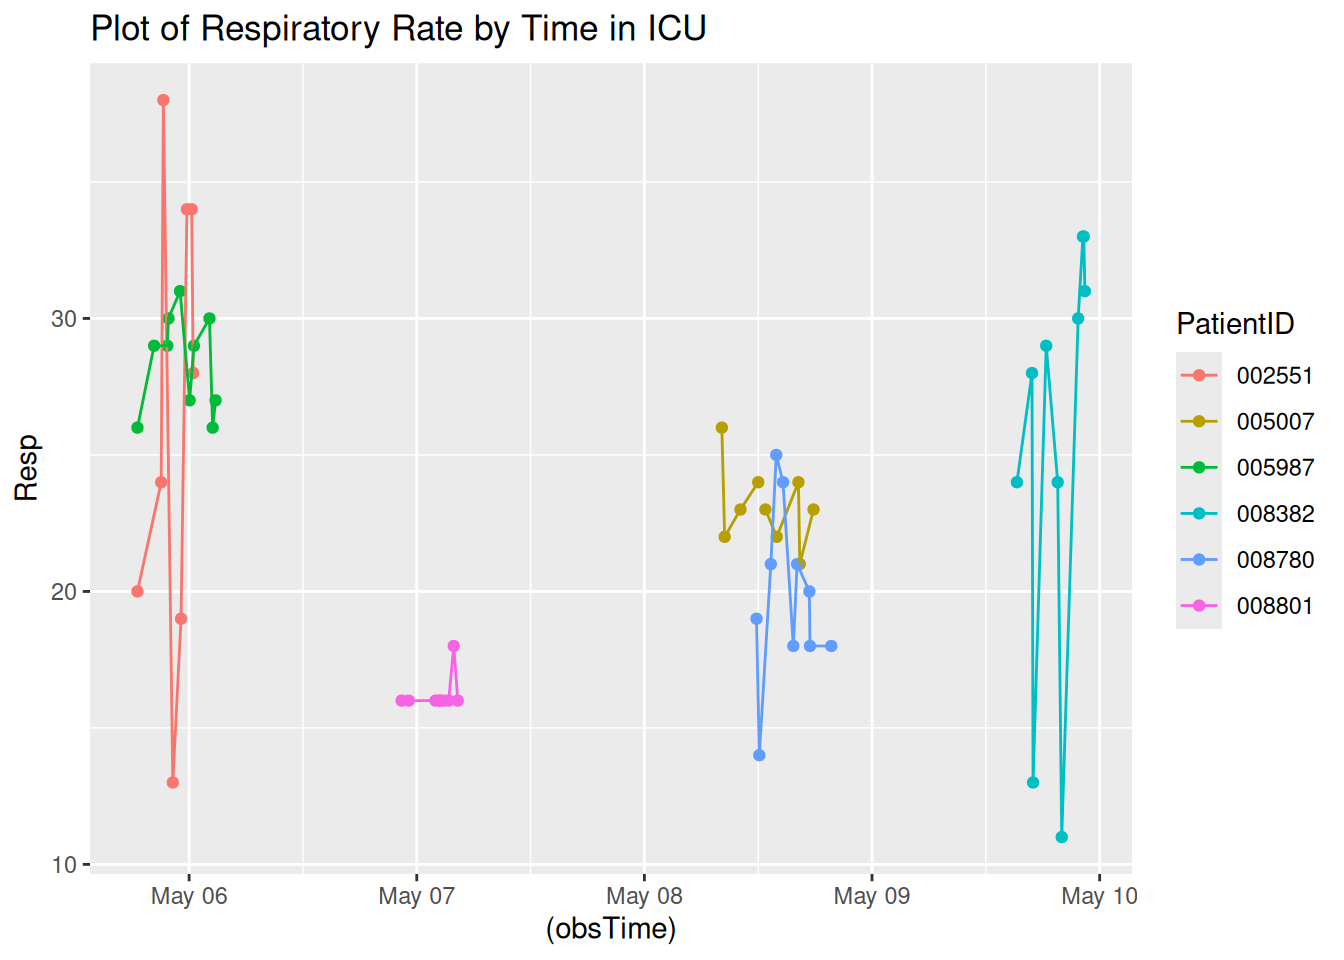 Plot of Respiratory Rate by Time in ICU
Resp
30
20
10
May 06
May 07
May 08
May 09
May 10
(obsTime)
PatientID
002551
005007
005987
008382
008780
008801